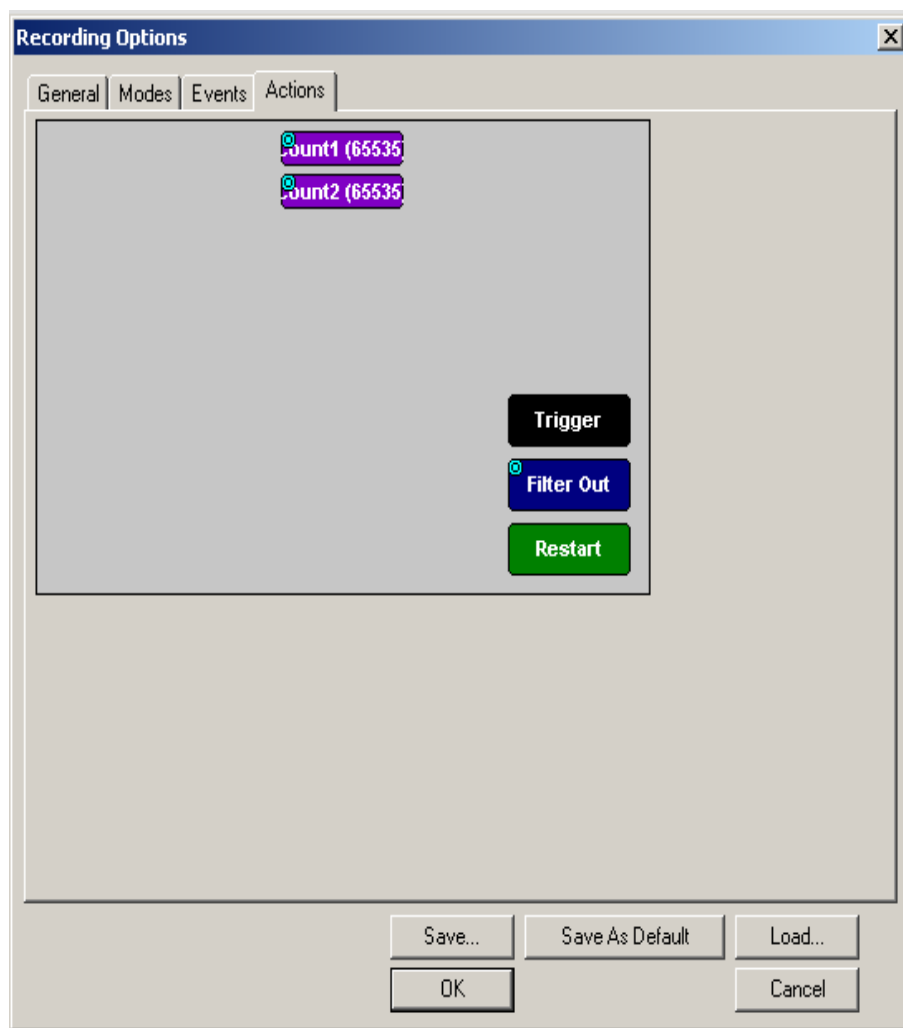 Recording Options
General Modes Events Actions
ount1 (65535)
ount2 (65535)
Trigger
Filter Out
Restart
Save... Save As Default Load...
OK Cancel